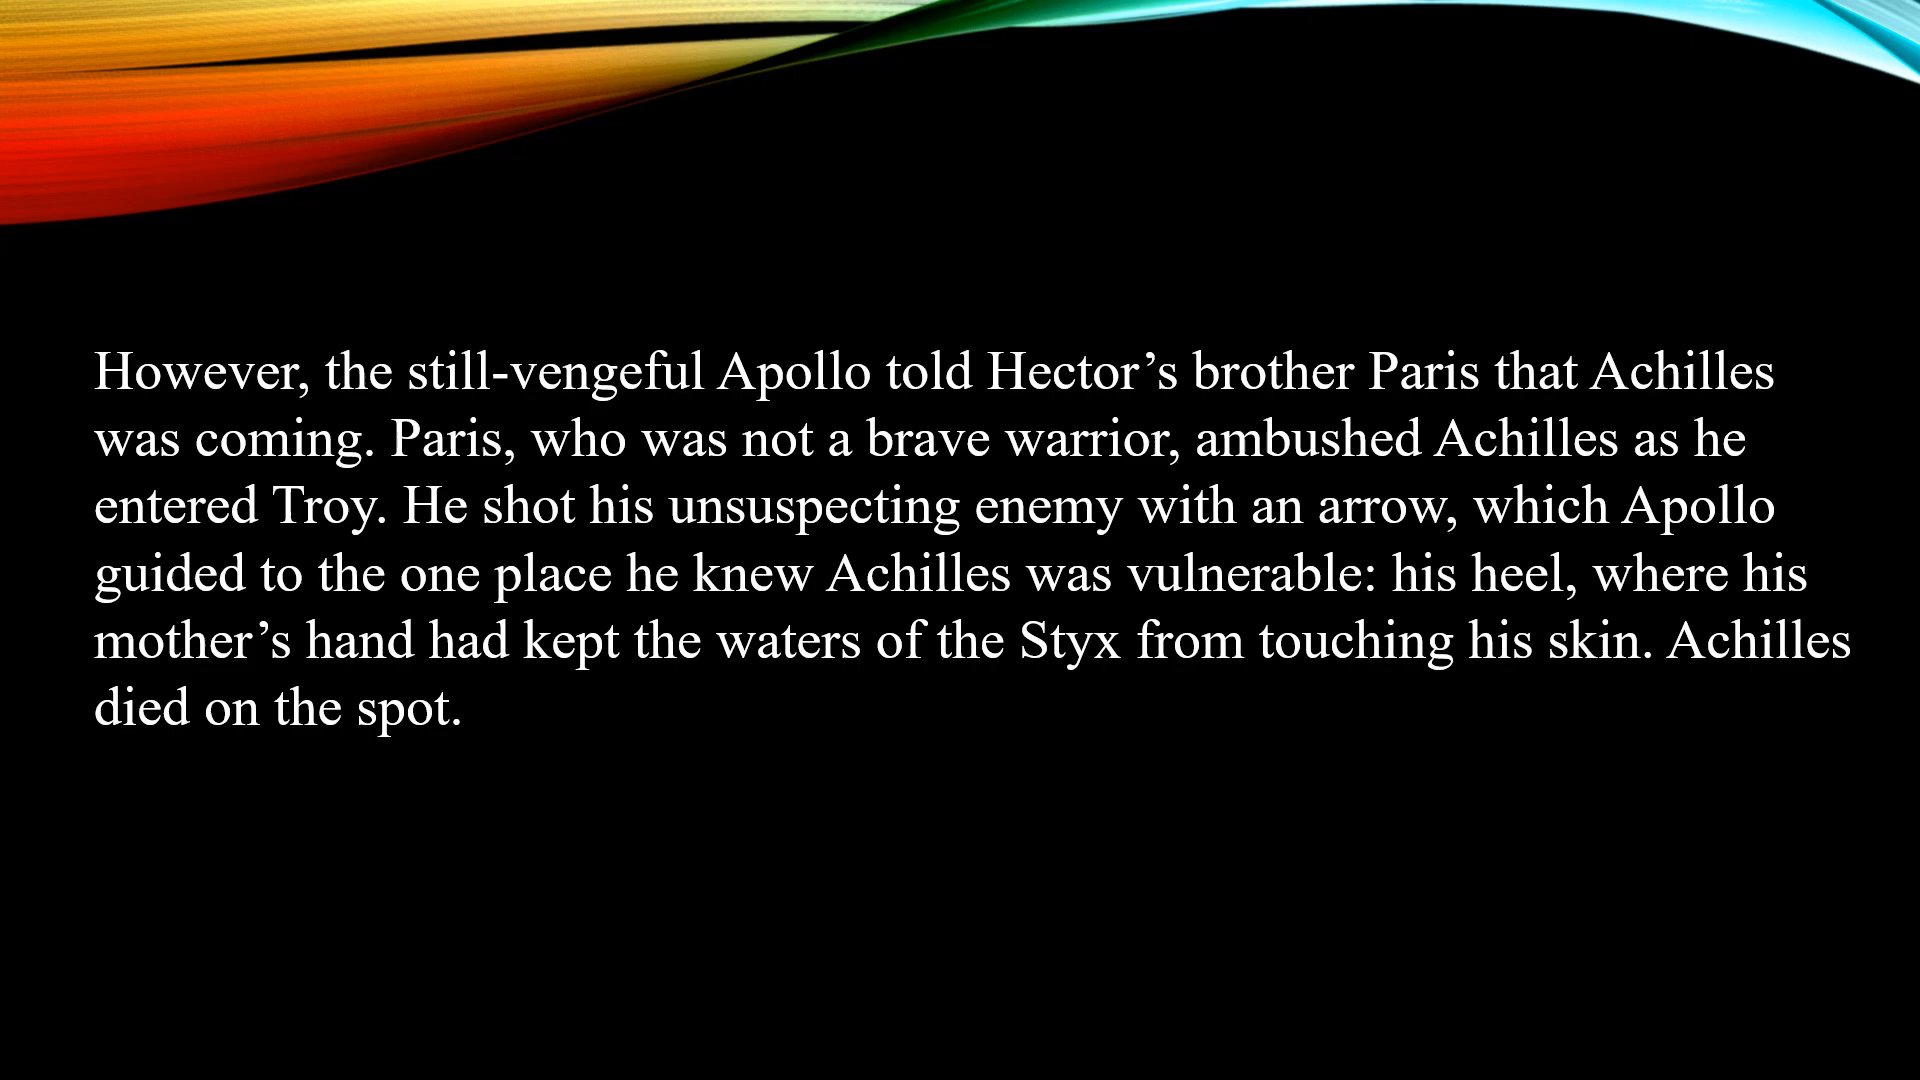 However, the still-vengeful Apollo told Hector’s brother Paris that Achilles
was coming. Paris, who was not a brave warrior, ambushed Achilles as he
entered Troy. He shot his unsuspecting enemy with an arrow, which Apollo
guided to the one place he knew Achilles was vulnerable: his heel, where his
mother’s hand had kept the waters of the Styx from touching his skin. Achilles
died on the spot.